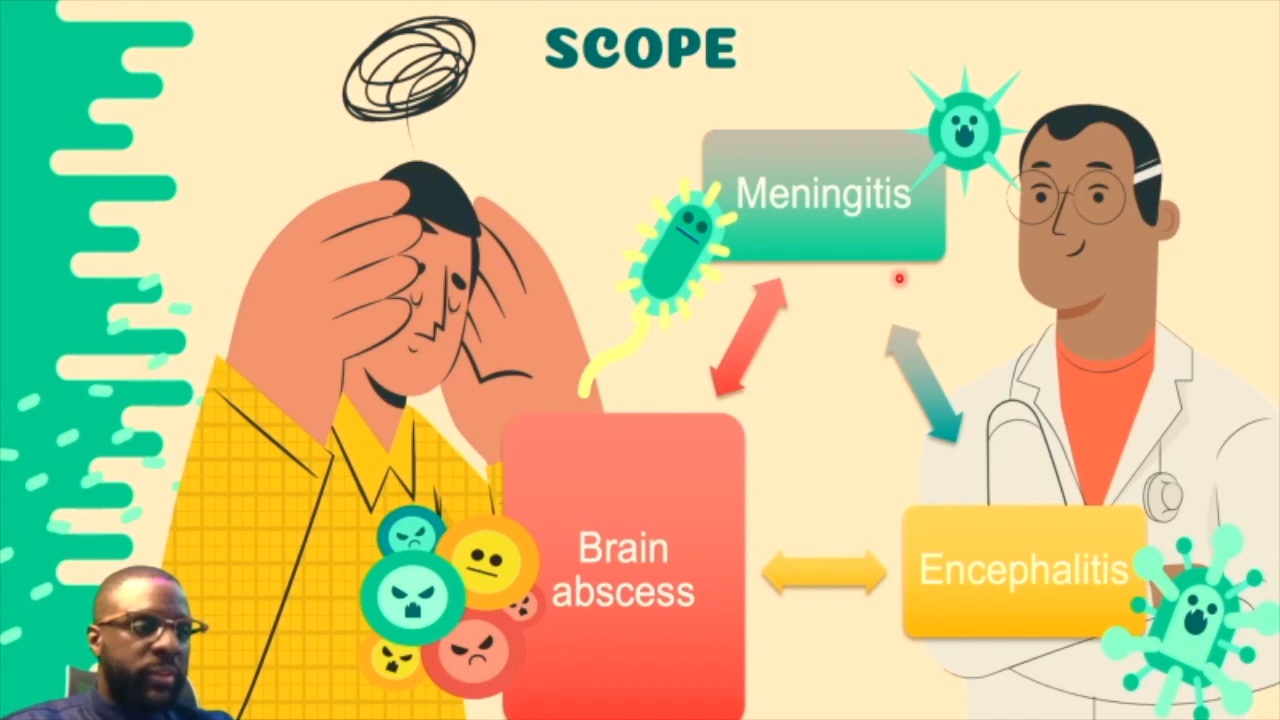 SCOPE
Meningitis
Brain
abscess
Encephalitis